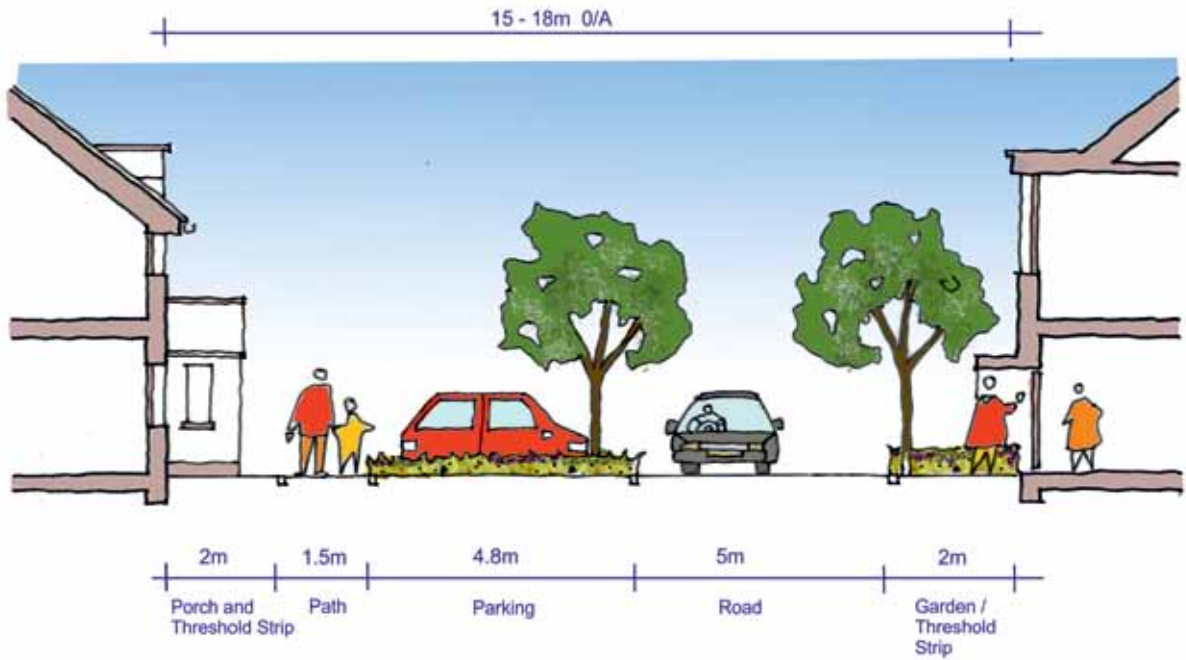 15 - 18m 0/A
2m
1.5m
4.8m
5m
2m
Porch and
Threshold Strip
Path
Parking
Road
Garden /
Threshold
Strip